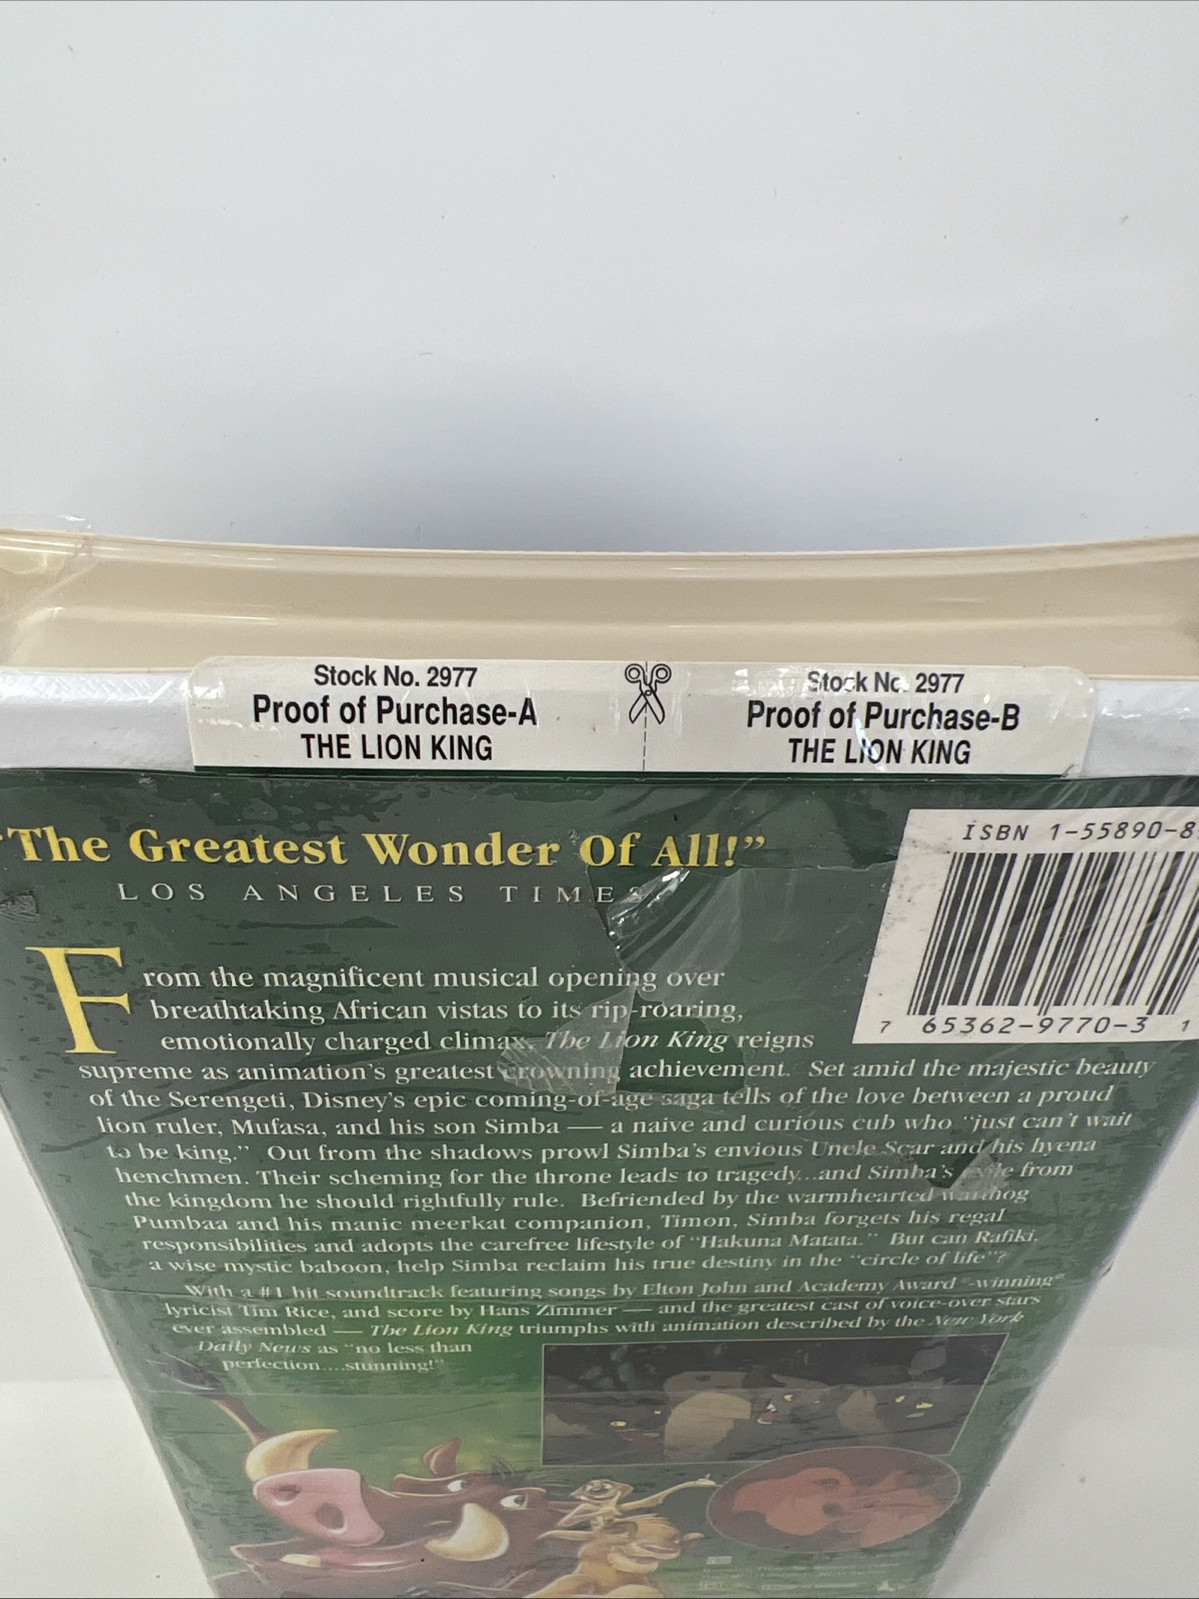 Stock No. 2977
Proof of Purchase-A
THE LION KING
Stock No. 2977
Proof of Purchase-B
THE LION KING
"The Greatest Wonder Of All!"
LOS ANGELES TIMES
ISBN 1-55890-8
7 65362-9770-3 1
From the magnificent musical opening over
breathtaking African vistas to its rip-roaring,
emotionally charged climax, The Lion King reigns
supreme as animation's greatest crowning achievement. Set amid the majestic beauty
of the Serengeti, Disney's epic coming-of-age saga tells of the love between a proud
lion ruler, Mufasa, and his son Simba — a naive and curious cub who "just can't wait
to be king." Out from the shadows prowl Simba's envious Uncle Scar and his hyena
henchmen. Their scheming for the throne leads to tragedy...and Simba's exile from
the kingdom he should rightfully rule. Befriended by the warmhearted warthog
Pumbaa and his manic meerkat companion, Timon, Simba forgets his regal
responsibilities and adopts the carefree lifestyle of "Hakuna Matata." But can Rafiki,
a wise mystic baboon, help Simba reclaim his true destiny in the "circle of life"?
With a #1 hit soundtrack featuring songs by Elton John and Academy Award®-winning
lyricist Tim Rice, and score by Hans Zimmer — and the greatest cast of voice-over stars
ever assembled — The Lion King triumphs with animation described by the New York
Daily News as "no less than
perfection....stunning!"